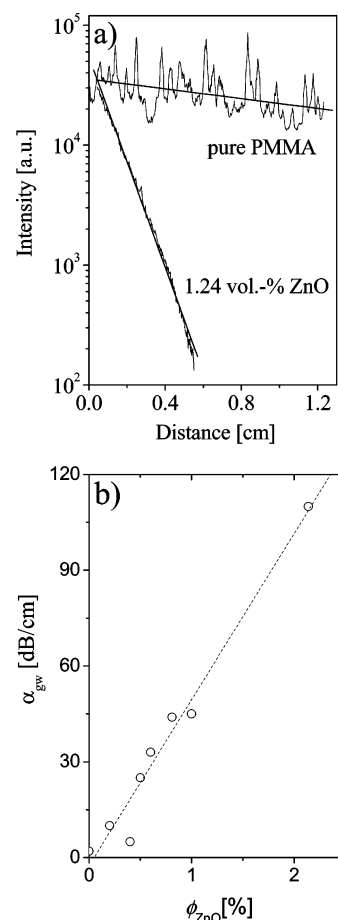 a)
10^5
10^4
10^3
10^2
Intensity [a.u.]
pure PMMA
1.24 vol.-% ZnO
0.0 0.4 0.8 1.2
Distance [cm]
b)
120
90
60
30
0
α_gw [dB/cm]
0 1 2
ϕ_ZnO[%]